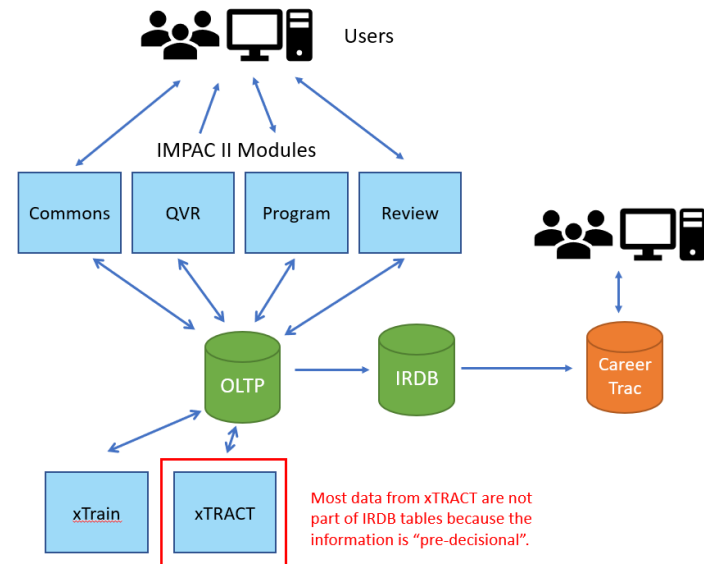 Users
IMPAC II Modules
Commons
QVR
Program
Review
OLTP
IRDB
Career
Trac
xTrain
xTRACT
Most data from xTRACT are not
part of IRDB tables because the
information is “pre-decisional”.